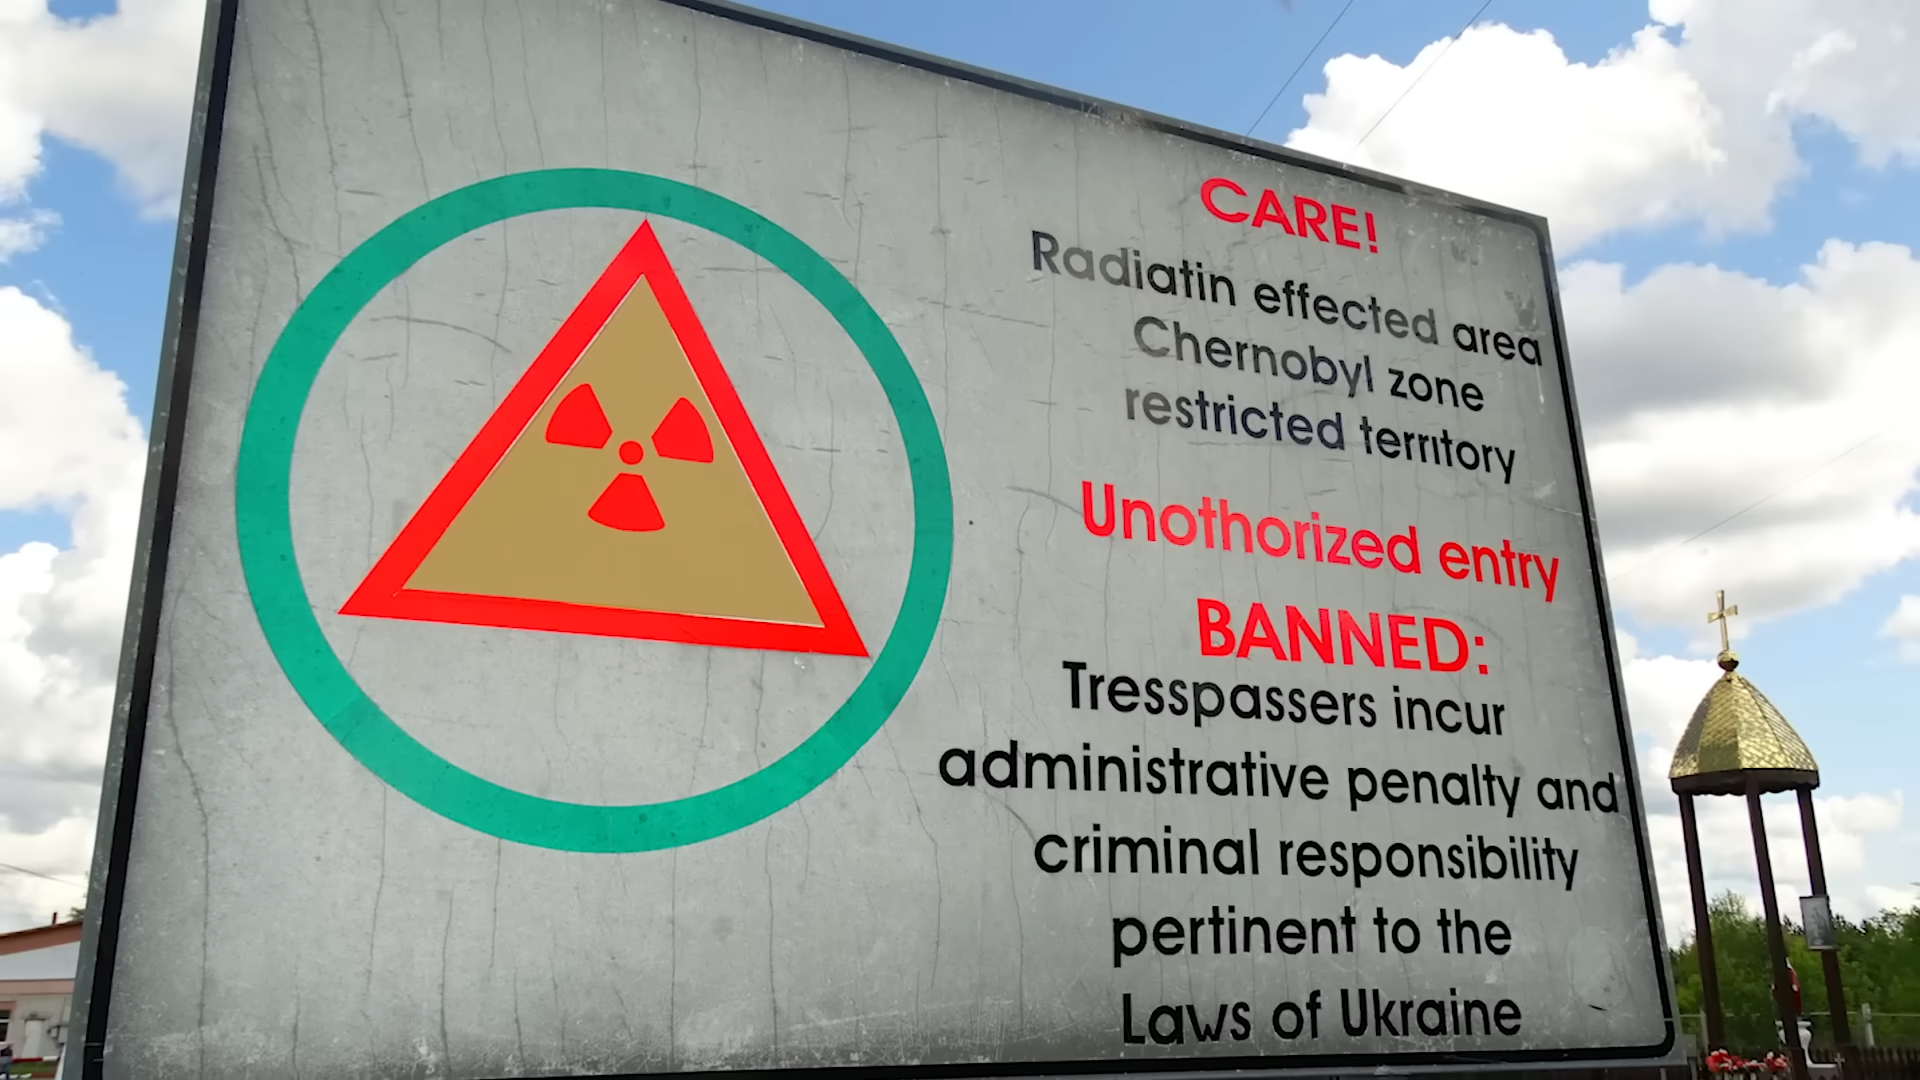 CARE!
Radiatin effected area
Chernobyl zone
restricted territory
Unothorized entry
BANNED:
Tresspassers incur
administrative penalty and
criminal responsibility
pertinent to the
Laws of Ukraine